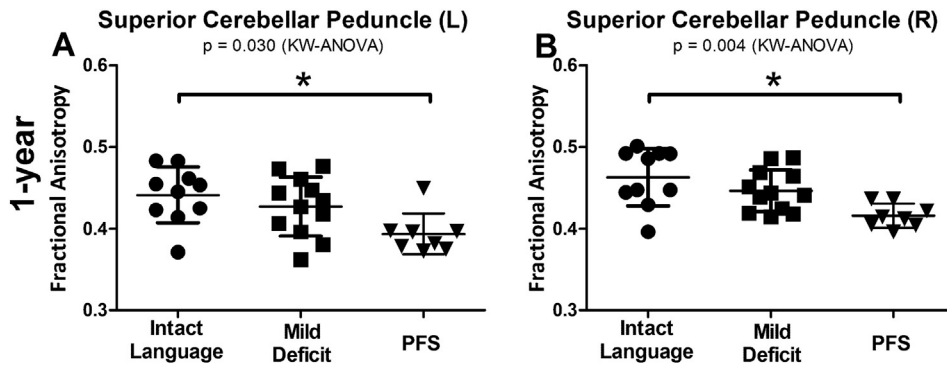 Superior Cerebellar Peduncle (L)
A
p = 0.030 (KW-ANOVA)
1-year
Fractional Anisotropy
0.6
0.5
0.4
0.3
*
Intact
Language
Mild
Deficit
PFS
Superior Cerebellar Peduncle (R)
B
p = 0.004 (KW-ANOVA)
Fractional Anisotropy
0.6
0.5
0.4
0.3
*
Intact
Language
Mild
Deficit
PFS